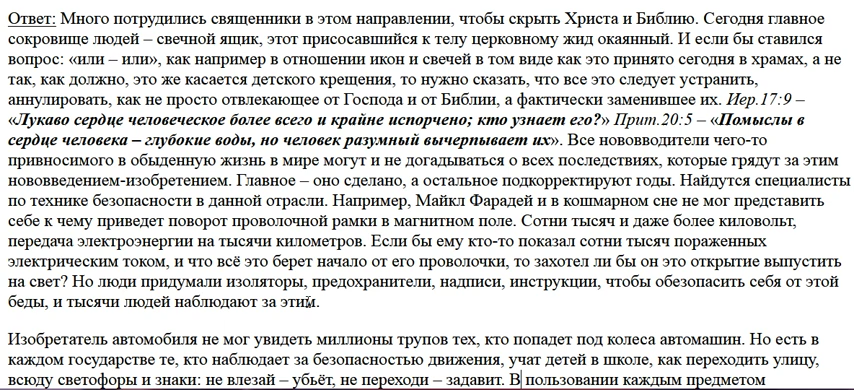 Ответ: Много потрудились священники в этом направлении, чтобы скрыть Христа и Библию. Сегодня главное
сокровище людей – свечной ящик, этот присосавшийся к телу церковному жид окаянный. И если бы ставился
вопрос: «или – или», как например в отношении икон и свечей в том виде как это принято сегодня в храмах, а не
так, как должно, это же касается детского крещения, то нужно сказать, что все это следует устранить,
аннулировать, как не просто отвлекающее от Господа и от Библии, а фактически заменившее их. Иер.17:9 –
«Лукаво сердце человеческое более всего и крайне испорчено; кто узнает его?» Прит.20:5 – «Помыслы в
сердце человека – глубокие воды, но человек разумный вычерпывает их». Все нововводители чего-то
привносимого в обыденную жизнь в мире могут и не догадываться о всех последствиях, которые грядут за этим
нововведением-изобретением. Главное – оно сделано, а остальное подкорректируют годы. Найдутся специалисты
по технике безопасности в данной отрасли. Например, Майкл Фарадей и в кошмарном сне не мог представить
себе к чему приведет поворот проволочной рамки в магнитном поле. Сотни тысяч и даже более киловольт,
передача электроэнергии на тысячи километров. Если бы ему кто-то показал сотни тысяч пораженных
электрическим током, и что всё это берет начало от его проволочки, то захотел ли бы он это открытие выпустить
на свет? Но люди придумали изоляторы, предохранители, надписи, инструкции, чтобы обезопасить себя от этой
беды, и тысячи людей наблюдают за этим.
Изобретатель автомобиля не мог увидеть миллионы трупов тех, кто попадет под колеса автомашин. Но есть в
каждом государстве те, кто наблюдает за безопасностью движения, учат детей в школе, как переходить улицу,
всюду светофоры и знаки: не влезай – убьёт, не переходи – задавит. В пользовании каждым предметом